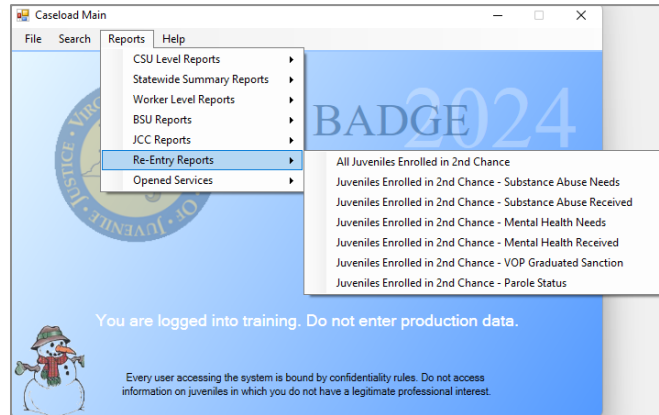 Caseload Main
File Search Reports Help
CSU Level Reports
Statewide Summary Reports
Worker Level Reports
BSU Reports
JCC Reports
Re-Entry Reports
Opened Services
BADGE 2024
All Juveniles Enrolled in 2nd Chance
Juveniles Enrolled in 2nd Chance - Substance Abuse Needs
Juveniles Enrolled in 2nd Chance - Substance Abuse Received
Juveniles Enrolled in 2nd Chance - Mental Health Needs
Juveniles Enrolled in 2nd Chance - Mental Health Received
Juveniles Enrolled in 2nd Chance - VOP Graduated Sanction
Juveniles Enrolled in 2nd Chance - Parole Status
JUSTICE
OF JUVENILE
You are logged into training. Do not enter production data.
Every user accessing the system is bound by confidentiality rules. Do not access
information on juveniles in which you do not have a legitimate professional interest.